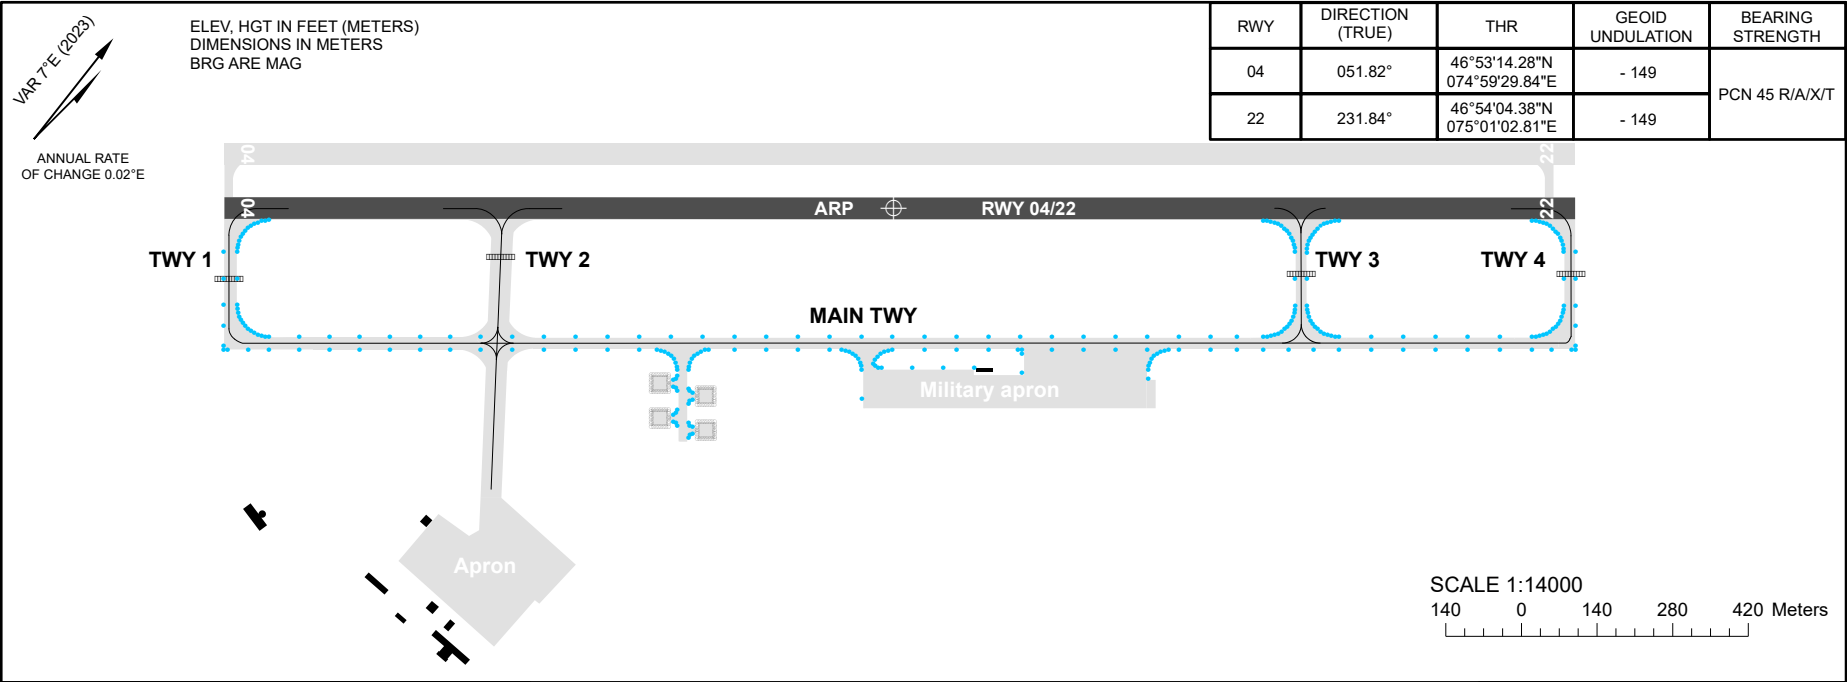 VAR 7°E (2023)
ANNUAL RATE
OF CHANGE 0.02°E
ELEV, HGT IN FEET (METERS)
DIMENSIONS IN METERS
BRG ARE MAG
RWY DIRECTION (TRUE) THR GEOID UNDULATION BEARING STRENGTH
04 051.82° 46°53'14.28"N 074°59'29.84"E - 149 PCN 45 R/A/X/T
22 231.84° 46°54'04.38"N 075°01'02.81"E - 149
04 22
04 ARP RWY 04/22 22
TWY 1 TWY 2 TWY 3 TWY 4
MAIN TWY
Military apron
Apron
SCALE 1:14000
140 0 140 280 420 Meters